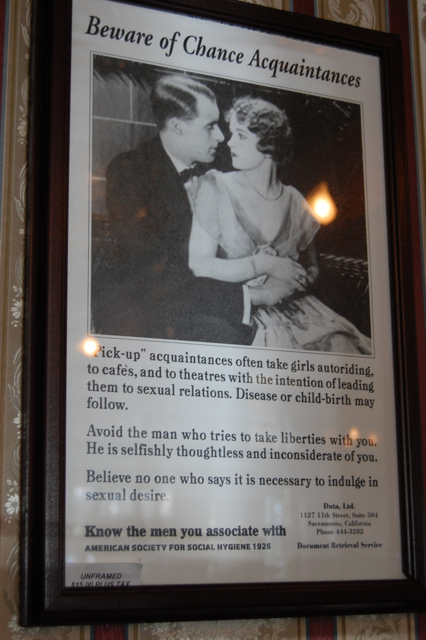 Beware of Chance Acquaintances
"Pick-up" acquaintances often take girls autoriding,
to cafés, and to theatres with the intention of leading
them to sexual relations. Disease or child-birth may
follow.
Avoid the man who tries to take liberties with you.
He is selfishly thoughtless and inconsiderate of you.
Believe no one who says it is necessary to indulge in
sexual desire.
Know the men you associate with
AMERICAN SOCIETY FOR SOCIAL HYGIENE 1926
Data, Ltd.
1127 11th Street, Suite 504
Sacramento, California
Phone 444-3282
Document Retrieval Service
UNFRAMED
$15.00 PLUS TAX